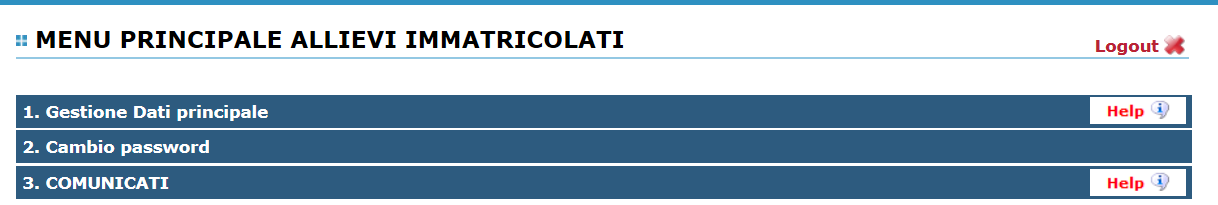 MENU PRINCIPALE ALLIEVI IMMATRICOLATI
Logout
1. Gestione Dati principale Help
2. Cambio password
3. COMUNICATI Help